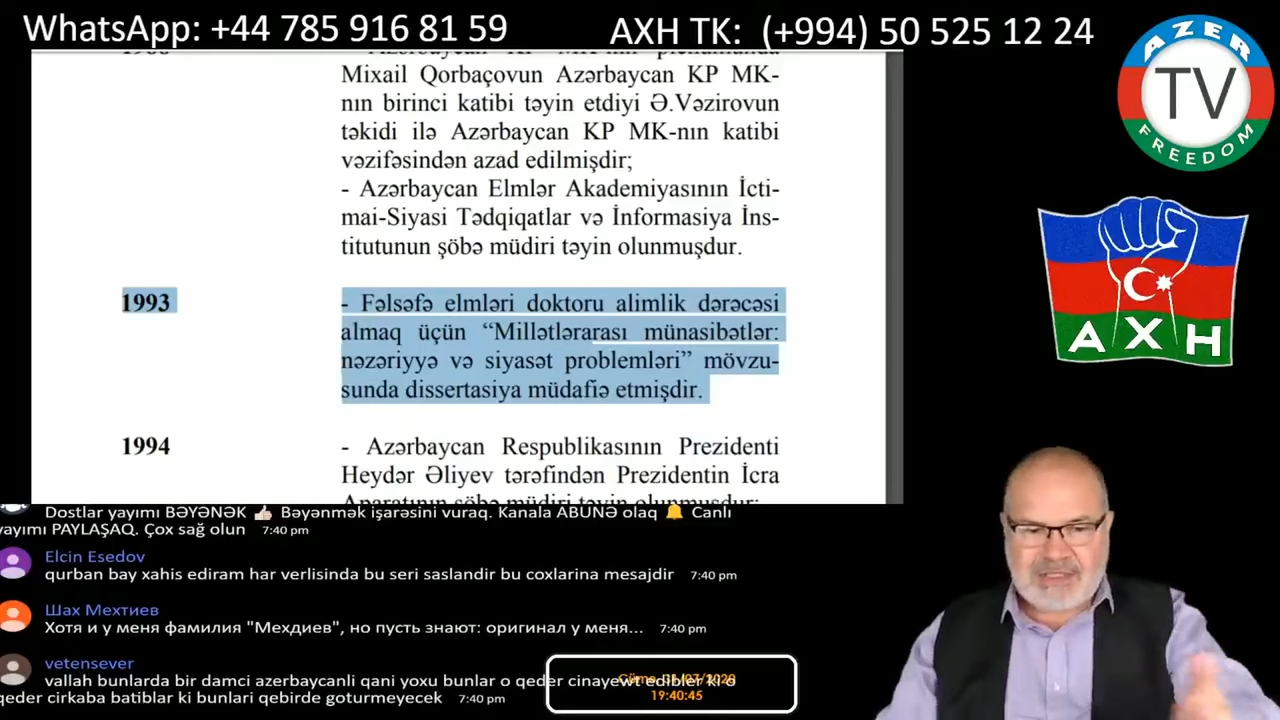 WhatsApp: +44 785 916 81 59
AXH TK: (+994) 50 525 12 24
AZER
TV
FREEDOM
Mixail Qorbaçovun Azərbaycan KP MK-
nın birinci katibi təyin etdiyi Ə.Vəzirovun
təkidi ilə Azərbaycan KP MK-nın katibi
vəzifəsindən azad edilmişdir;
- Azərbaycan Elmlər Akademiyasının İcti-
mai-Siyasi Tədqiqatlar və İnformasiya İns-
titutunun şöbə müdiri təyin olunmuşdur.
AXH
1993
- Fəlsəfə elmləri doktoru alimlik dərəcəsi
almaq üçün “Millətlərarası münasibətlər:
nəzəriyyə və siyasət problemləri” mövzu-
sunda dissertasiya müdafiə etmişdir.
1994
- Azərbaycan Respublikasının Prezidenti
Heydər Əliyev tərəfindən Prezidentin İcra
Aparatının şöbə müdiri təyin olunmuşdur;
Dostlar yayımı BƏYƏNƏK 👍🏻 Bəyənmək işarəsini vuraq. Kanala ABUNƏ olaq 🔔 Canlı
yayımı PAYLAŞAQ. Çox sağ olun 7:40 pm
Elcin Esedov
qurban bay xahis ediram har verlisinda bu seri saslandir bu coxlarina mesajdir 7:40 pm
Шах Мехтиев
Хотя и у меня фамилия "Мехдиев", но пусть знают: оригинал у меня... 7:40 pm
vetensever
vallah bunlarda bir damci azerbaycanli qani yoxu bunlar o qeder cinayewt edibler ki o
qeder cirkaba batiblar ki bunlari qebirde goturmeyecek 7:40 pm
19:40:45